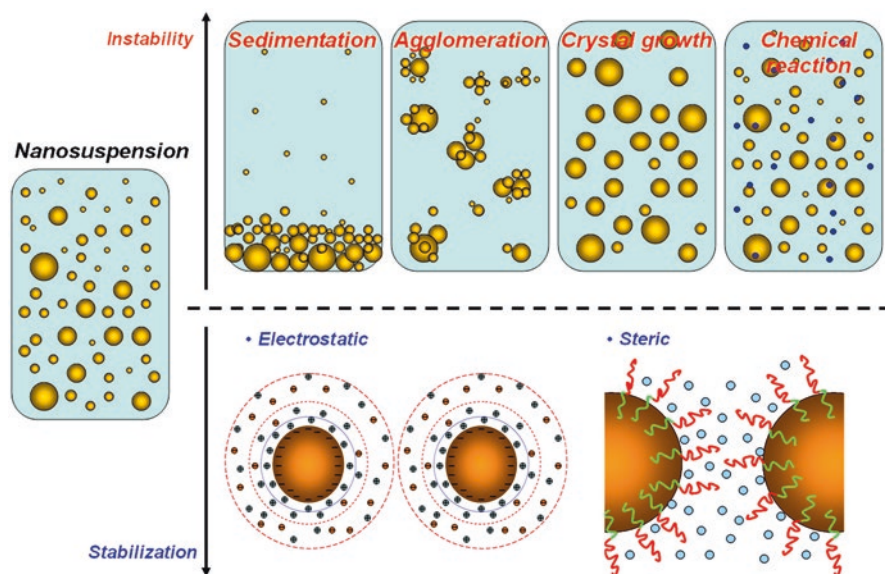 Instability
Sedimentation
Agglomeration
Crystal growth
Chemical
reaction
Nanosuspension
• Electrostatic
• Steric
Stabilization